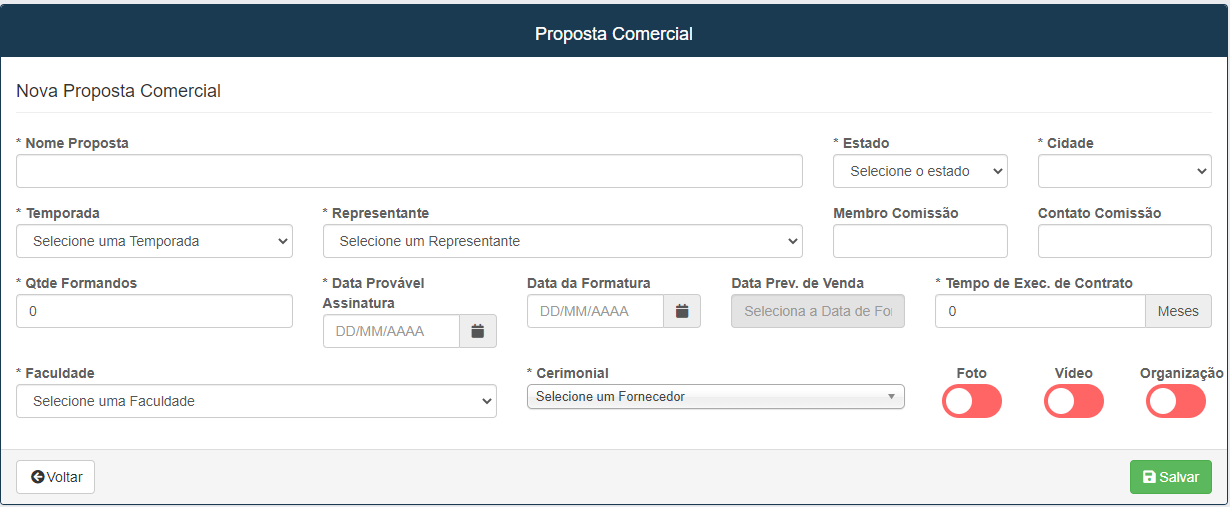 Proposta Comercial
Nova Proposta Comercial
* Nome Proposta
* Estado
* Cidade
Selecione o estado
* Temporada
* Representante
Membro Comissão
Contato Comissão
Selecione uma Temporada
Selecione um Representante
* Qtde Formandos
* Data Provável
Assinatura
Data da Formatura
Data Prev. de Venda
* Tempo de Exec. de Contrato
0
DD/MM/AAAA
DD/MM/AAAA
Seleciona a Data de For
0
Meses
* Faculdade
* Cerimonial
Foto
Vídeo
Organização
Selecione uma Faculdade
Selecione um Fornecedor
Voltar
Salvar